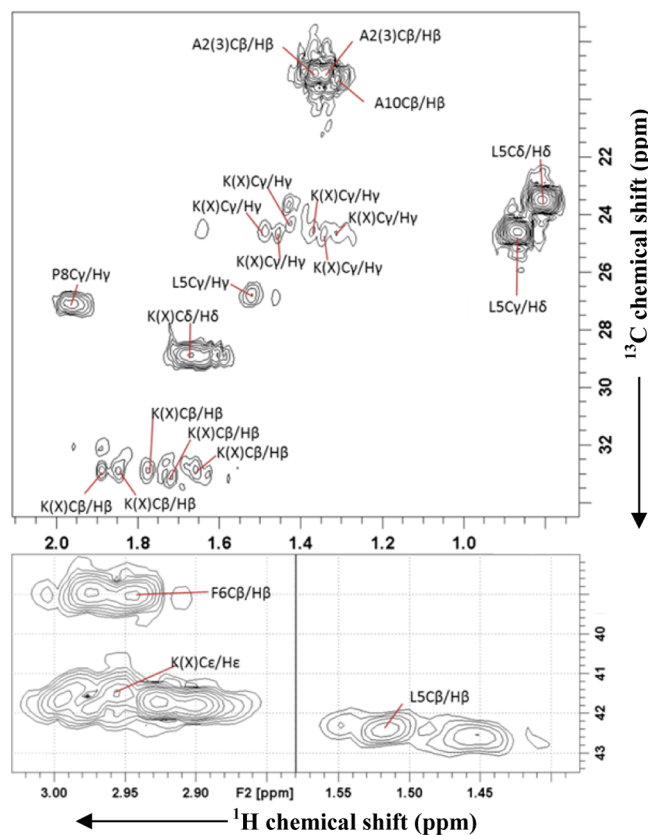 A2(3)Cβ/Hβ
A2(3)Cβ/Hβ
A10Cβ/Hβ
L5Cδ/Hδ
K(X)Cγ/Hγ
K(X)Cγ/Hγ
K(X)Cγ/Hγ
K(X)Cγ/Hγ
K(X)Cγ/Hγ
K(X)Cγ/Hγ
P8Cγ/Hγ
L5Cγ/Hγ
L5Cγ/Hδ
K(X)Cδ/Hδ
K(X)Cβ/Hβ
K(X)Cβ/Hβ
K(X)Cβ/Hβ
K(X)Cβ/Hβ
K(X)Cβ/Hβ
22
24
26
28
30
32
13C chemical shift (ppm)
2.0 1.8 1.6 1.4 1.2 1.0
F6Cβ/Hβ
K(X)Cε/Hε
L5Cβ/Hβ
40
41
42
43
3.00 2.95 2.90 F2 [ppm] 1.55 1.50 1.45
1H chemical shift (ppm)